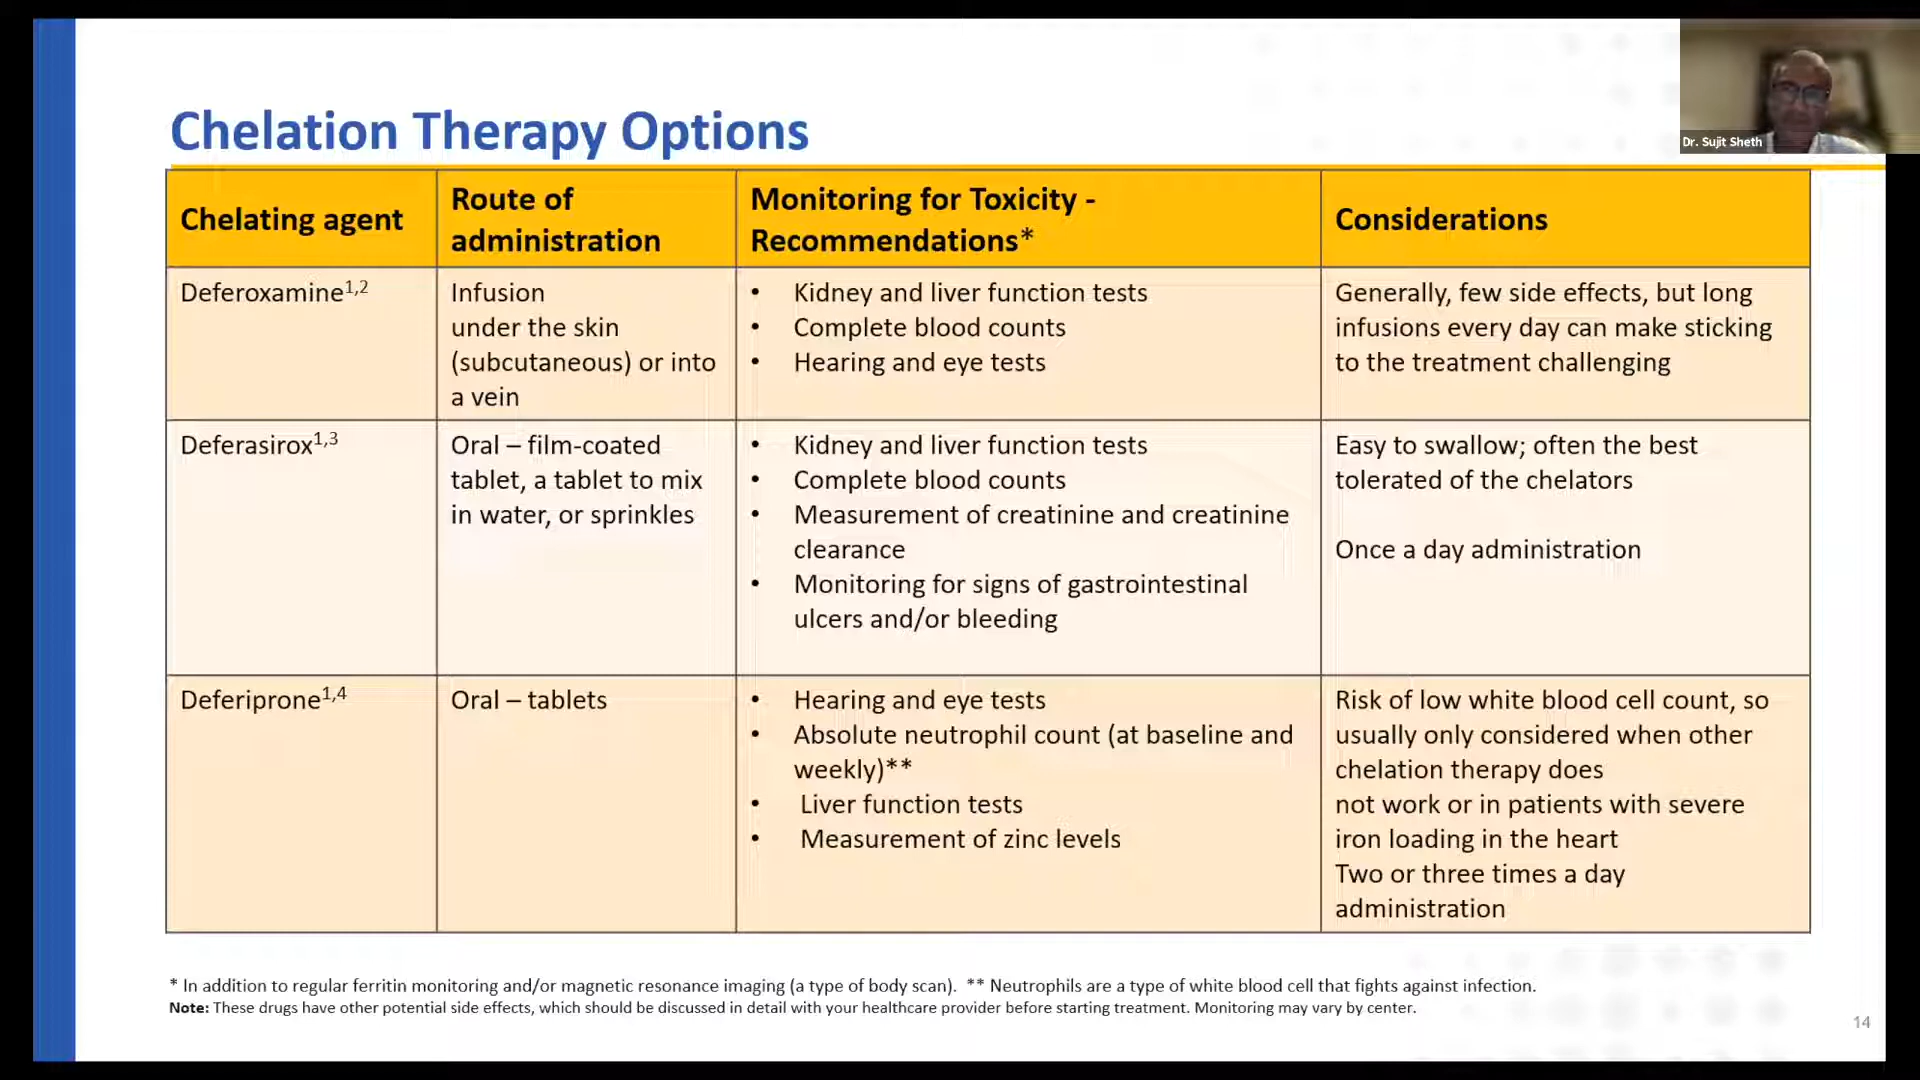 Dr. Sujit Sheth
Chelation Therapy Options
Chelating agent
Route of
administration
Monitoring for Toxicity -
Recommendations*
Considerations
Deferoxamine1,2
Infusion
under the skin
(subcutaneous) or into
a vein
• Kidney and liver function tests
• Complete blood counts
• Hearing and eye tests
Generally, few side effects, but long
infusions every day can make sticking
to the treatment challenging
Deferasirox1,3
Oral – film-coated
tablet, a tablet to mix
in water, or sprinkles
• Kidney and liver function tests
• Complete blood counts
• Measurement of creatinine and creatinine
clearance
• Monitoring for signs of gastrointestinal
ulcers and/or bleeding
Easy to swallow; often the best
tolerated of the chelators
Once a day administration
Deferiprone1,4
Oral – tablets
• Hearing and eye tests
• Absolute neutrophil count (at baseline and
weekly)**
• Liver function tests
• Measurement of zinc levels
Risk of low white blood cell count, so
usually only considered when other
chelation therapy does
not work or in patients with severe
iron loading in the heart
Two or three times a day
administration
* In addition to regular ferritin monitoring and/or magnetic resonance imaging (a type of body scan). ** Neutrophils are a type of white blood cell that fights against infection.
Note: These drugs have other potential side effects, which should be discussed in detail with your healthcare provider before starting treatment. Monitoring may vary by center.
14